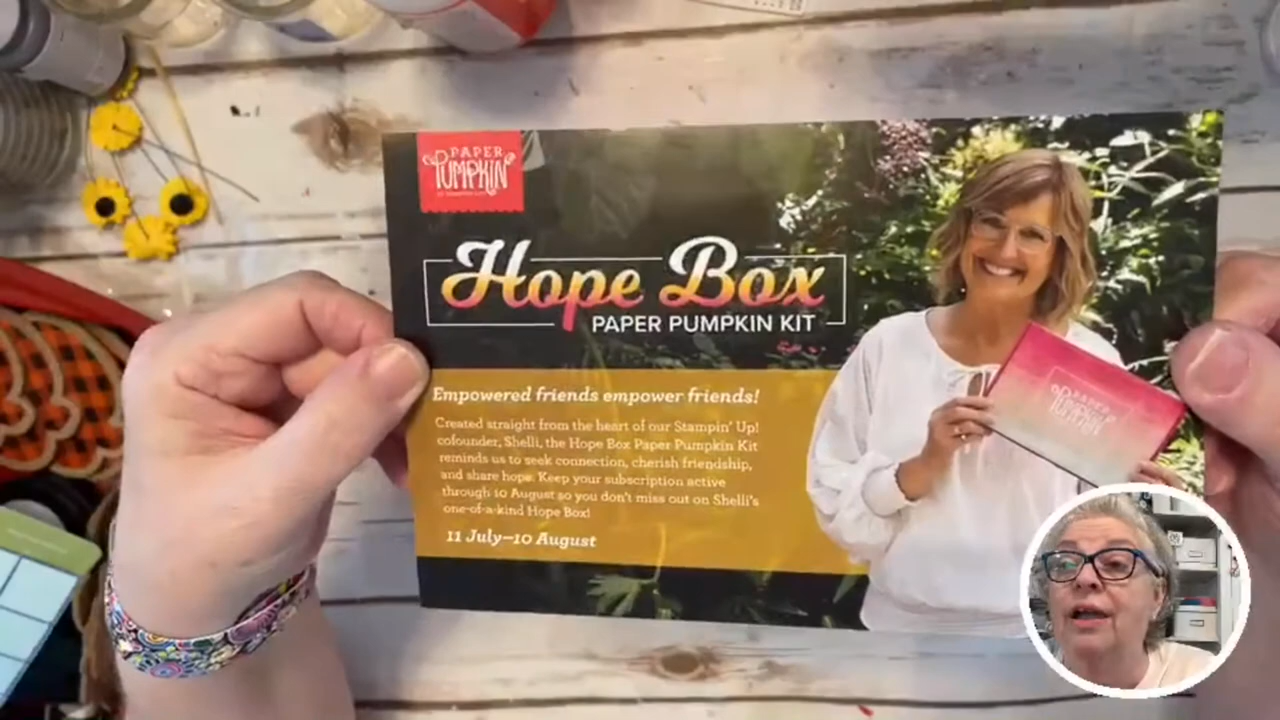 PAPER
PUMPKIN
Hope Box
PAPER PUMPKIN KIT
Empowered friends empower friends!
Created straight from the heart of our Stampin' Up!
cofounder, Shelli, the Hope Box Paper Pumpkin Kit
reminds us to seek connection, cherish friendship,
and share hope. Keep your subscription active
through 10 August so you don't miss out on Shelli's
one-of-a-kind Hope Box!
11 July–10 August
PAPER
PUMPKIN